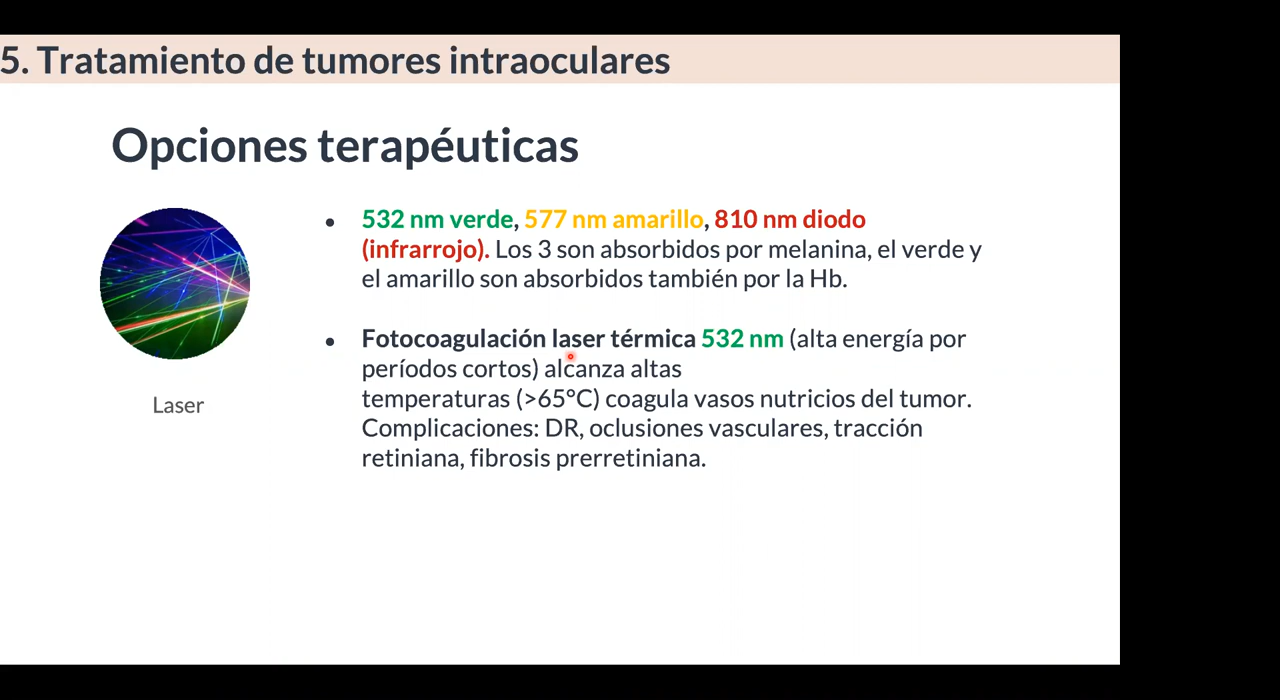 5. Tratamiento de tumores intraoculares
Opciones terapéuticas
• 532 nm verde, 577 nm amarillo, 810 nm diodo
(infrarrojo). Los 3 son absorbidos por melanina, el verde y
el amarillo son absorbidos también por la Hb.
• Fotocoagulación laser térmica 532 nm (alta energía por
períodos cortos) alcanza altas
temperaturas (>65°C) coagula vasos nutricios del tumor.
Complicaciones: DR, oclusiones vasculares, tracción
retiniana, fibrosis prerretiniana.
Laser